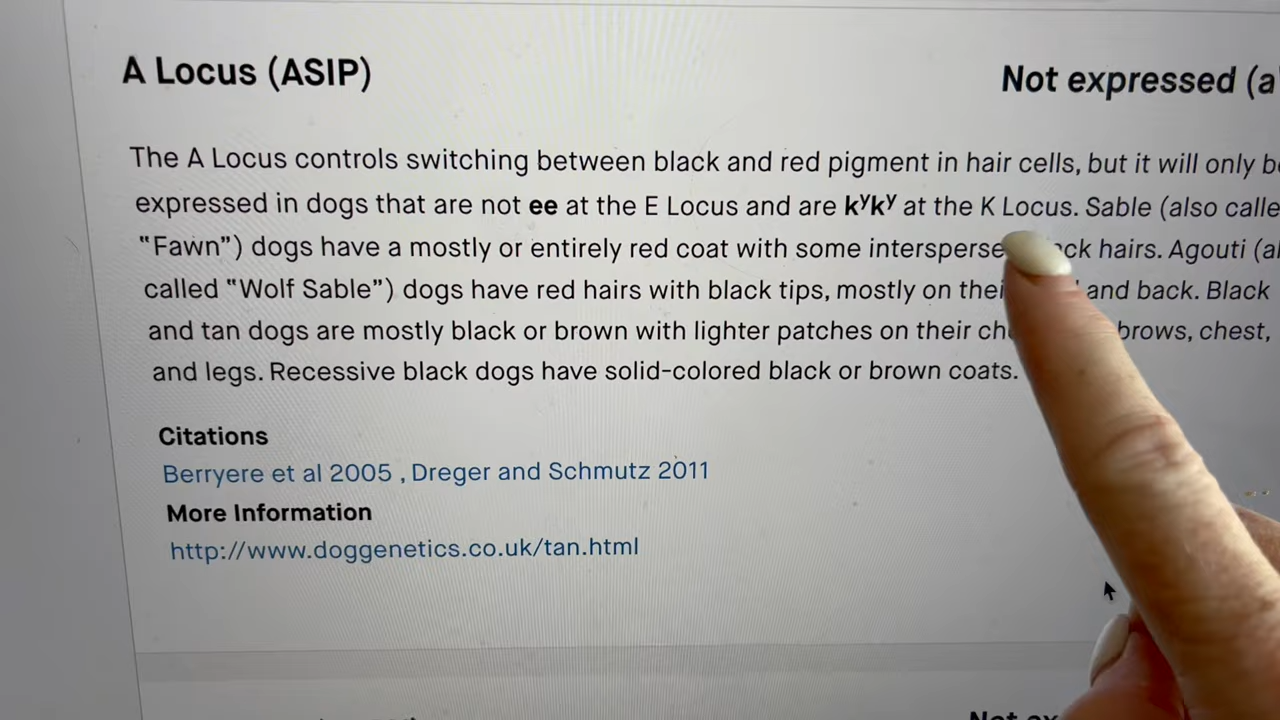 A Locus (ASIP)
Not expressed (a
The A Locus controls switching between black and red pigment in hair cells, but it will only be
expressed in dogs that are not ee at the E Locus and are kʸkʸ at the K Locus. Sable (also calle
"Fawn") dogs have a mostly or entirely red coat with some intersperse ck hairs. Agouti (al
called "Wolf Sable") dogs have red hairs with black tips, mostly on thei and back. Black
and tan dogs are mostly black or brown with lighter patches on their ch brows, chest,
and legs. Recessive black dogs have solid-colored black or brown coats.
Citations
Berryere et al 2005 , Dreger and Schmutz 2011
More Information
http://www.doggenetics.co.uk/tan.html